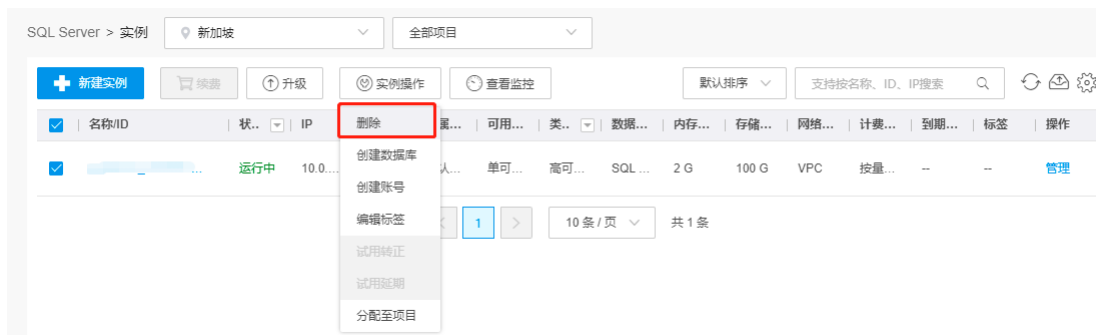 SQL Server > 实例 新加坡 全部项目
新建实例 续费 升级 实例操作 查看监控 默认排序 支持按名称、ID、IP搜索
名称/ID 状.. IP 属... 可用... 类.. 数据... 内存... 存储... 网络... 计费... 到期... 标签 操作
... 运行中 10.0.... 单可... 高可... SQL ... 2 G 100 G VPC 按量... -- -- 管理
1 10 条 / 页 共 1 条
删除
创建数据库
创建账号
编辑标签
试用转正
试用延期
分配至项目